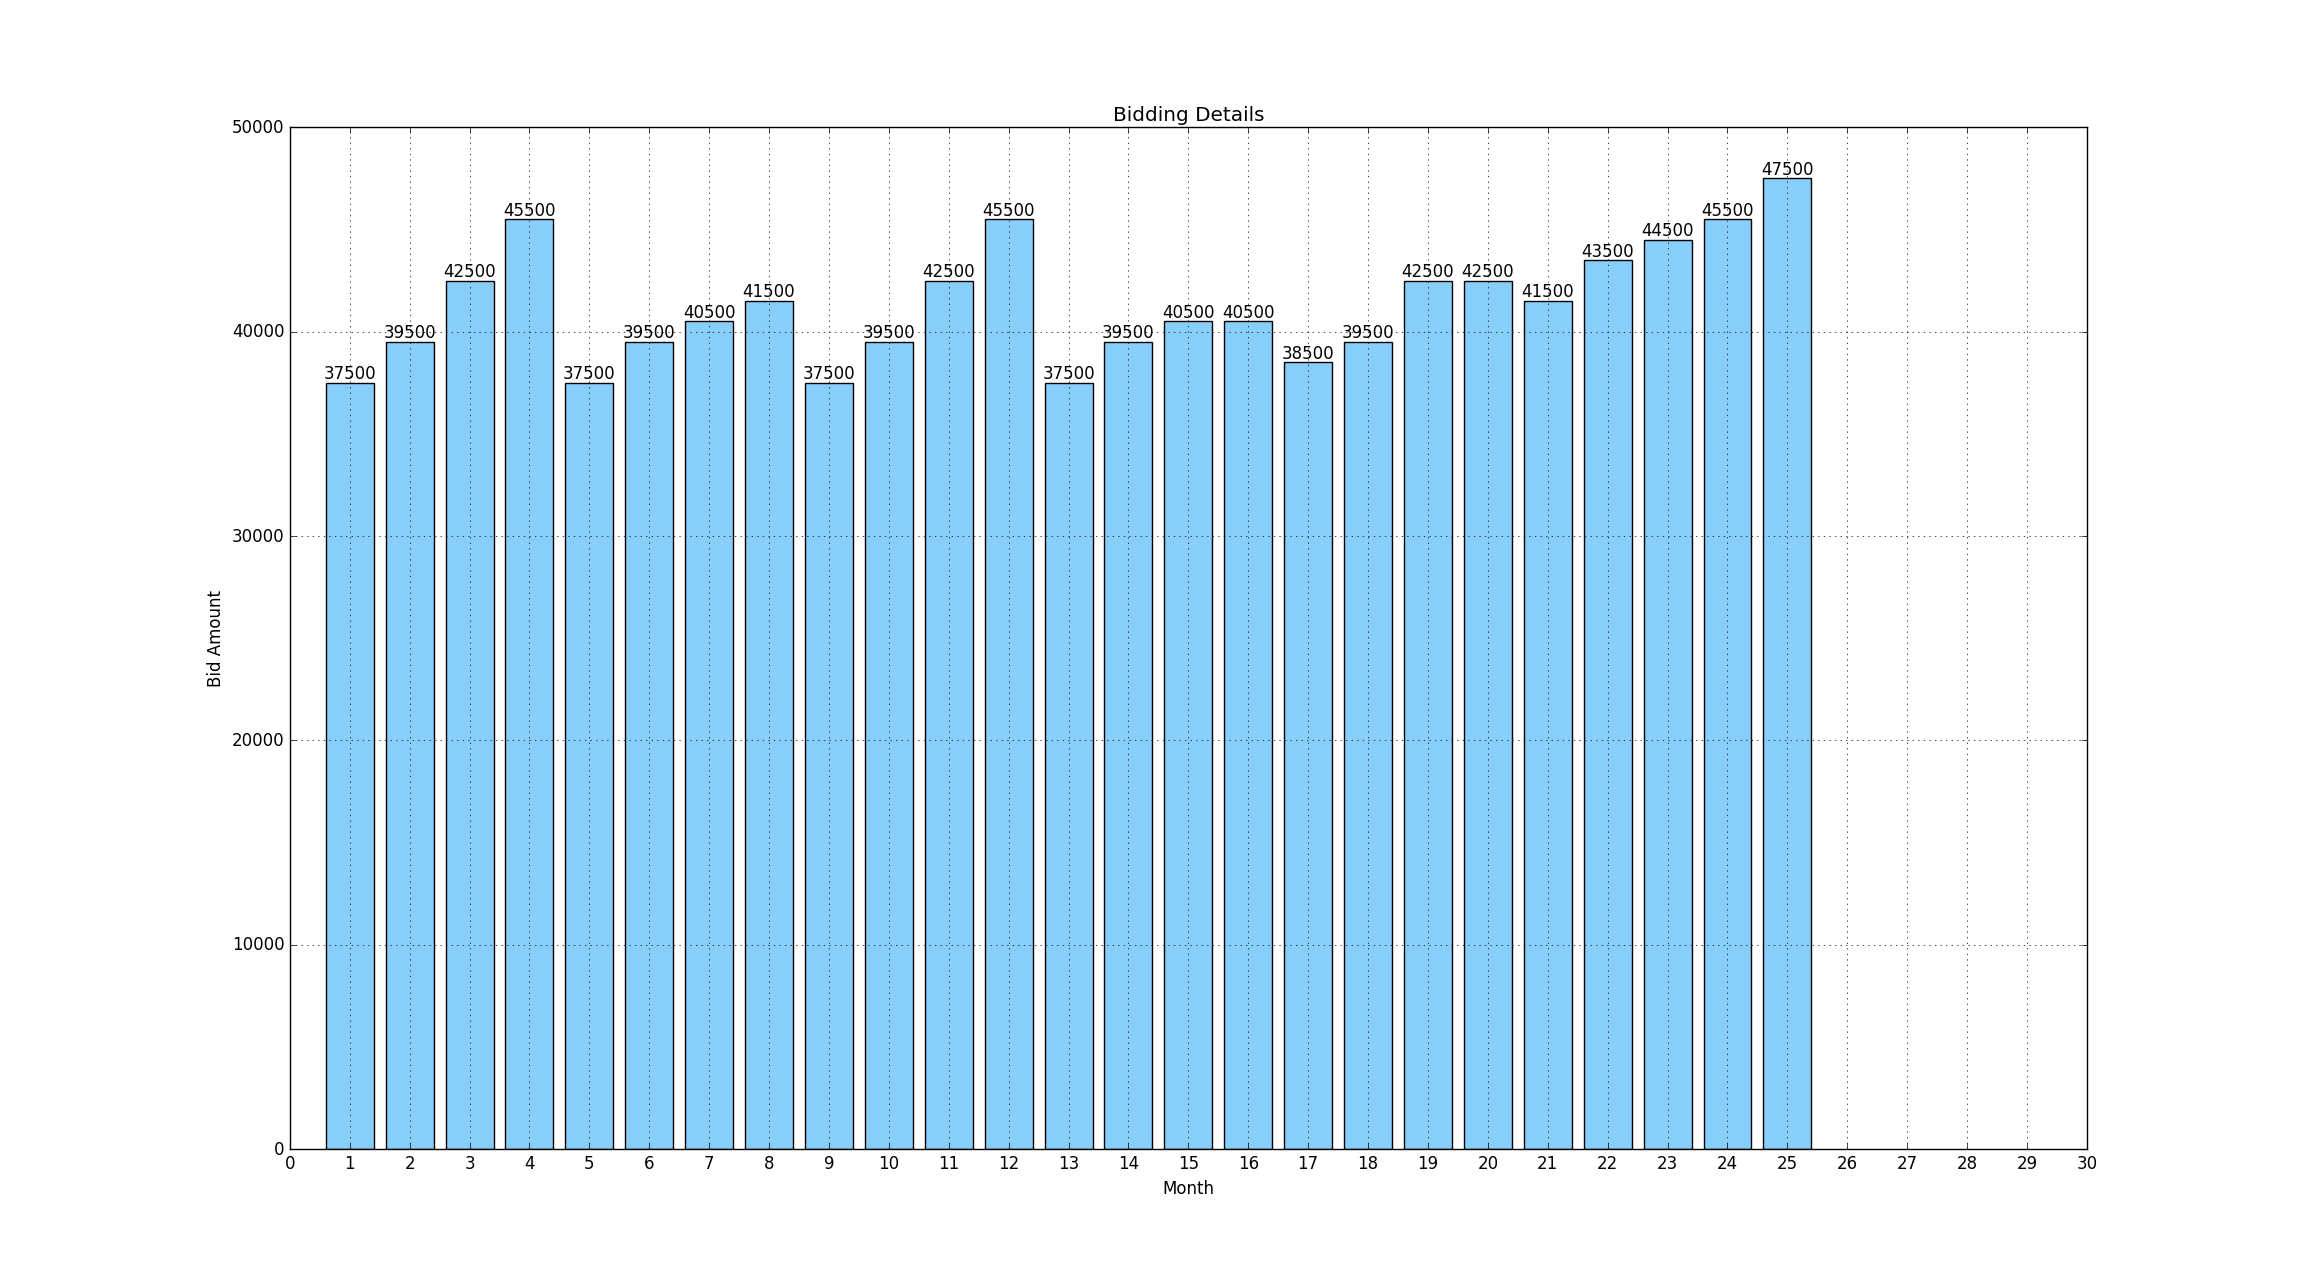 Bidding Details
50000
47500
45500 45500 45500
44500
43500
42500 42500 42500 42500
41500 41500
40500 40500 40500
40000
39500 39500 39500 39500 39500
38500
37500 37500 37500 37500
30000
Bid Amount
20000
10000
0
0 1 2 3 4 5 6 7 8 9 10 11 12 13 14 15 16 17 18 19 20 21 22 23 24 25 26 27 28 29 30
Month